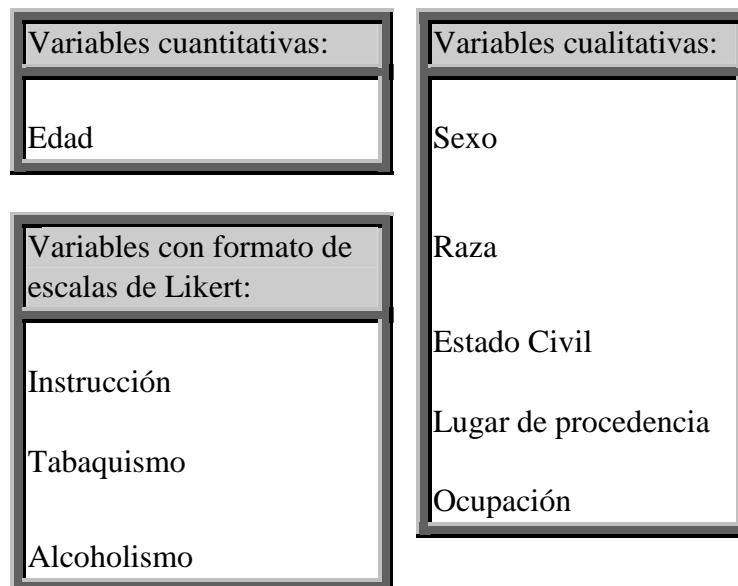 Variables cuantitativas:
Edad
Variables con formato de
escalas de Likert:
Instrucción
Tabaquismo
Alcoholismo
Variables cualitativas:
Sexo
Raza
Estado Civil
Lugar de procedencia
Ocupación